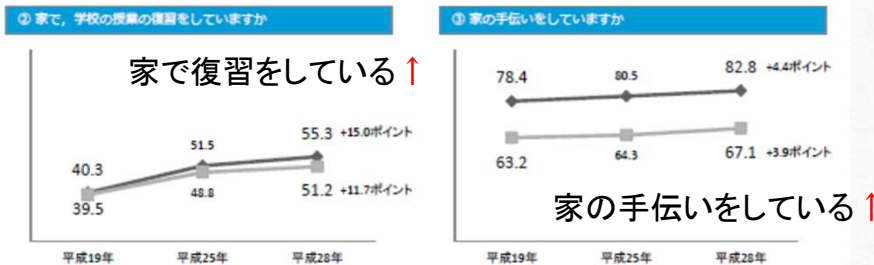 ② 家で，学校の授業の復習をしていますか
家で復習をしている↑
40.3
51.5
55.3 +15.0ポイント
39.5
48.8
51.2 +11.7ポイント
平成19年 平成25年 平成28年
③ 家の手伝いをしていますか
78.4
80.5
82.8 +4.4ポイント
63.2
64.3
67.1 +3.9ポイント
家の手伝いをしている↑
平成19年 平成25年 平成28年